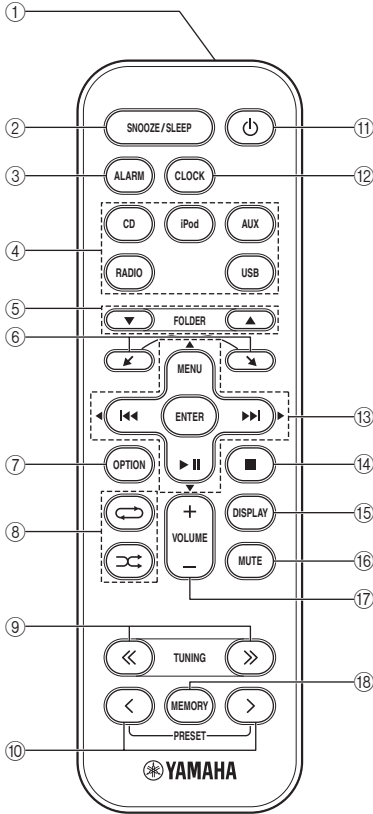 ①
② SNOOZE/SLEEP ⑪
③ ALARM CLOCK ⑫
④ CD iPod AUX
RADIO USB
⑤ FOLDER
⑥
MENU
ENTER ⑬
⑦ OPTION ⑭
⑧ + DISPLAY ⑮
VOLUME
– MUTE ⑯
⑰
⑨ TUNING
MEMORY ⑱
⑩ PRESET
YAMAHA